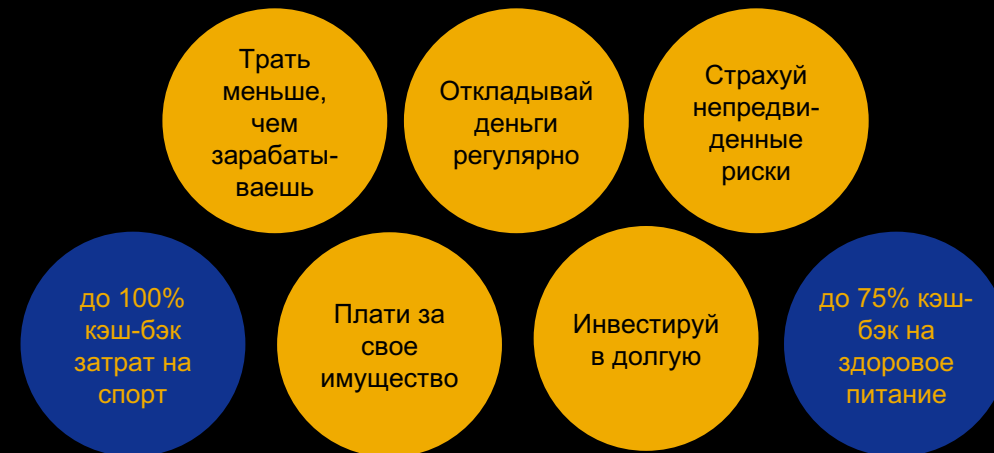 Трать
меньше,
чем
зарабаты-
ваешь
Откладывай
деньги
регулярно
Страхуй
непредви-
денные
риски
до 100%
кэш-бэк
затрат на
спорт
Плати за
свое
имущество
Инвестируй
в долгую
до 75% кэш-
бэк на
здоровое
питание